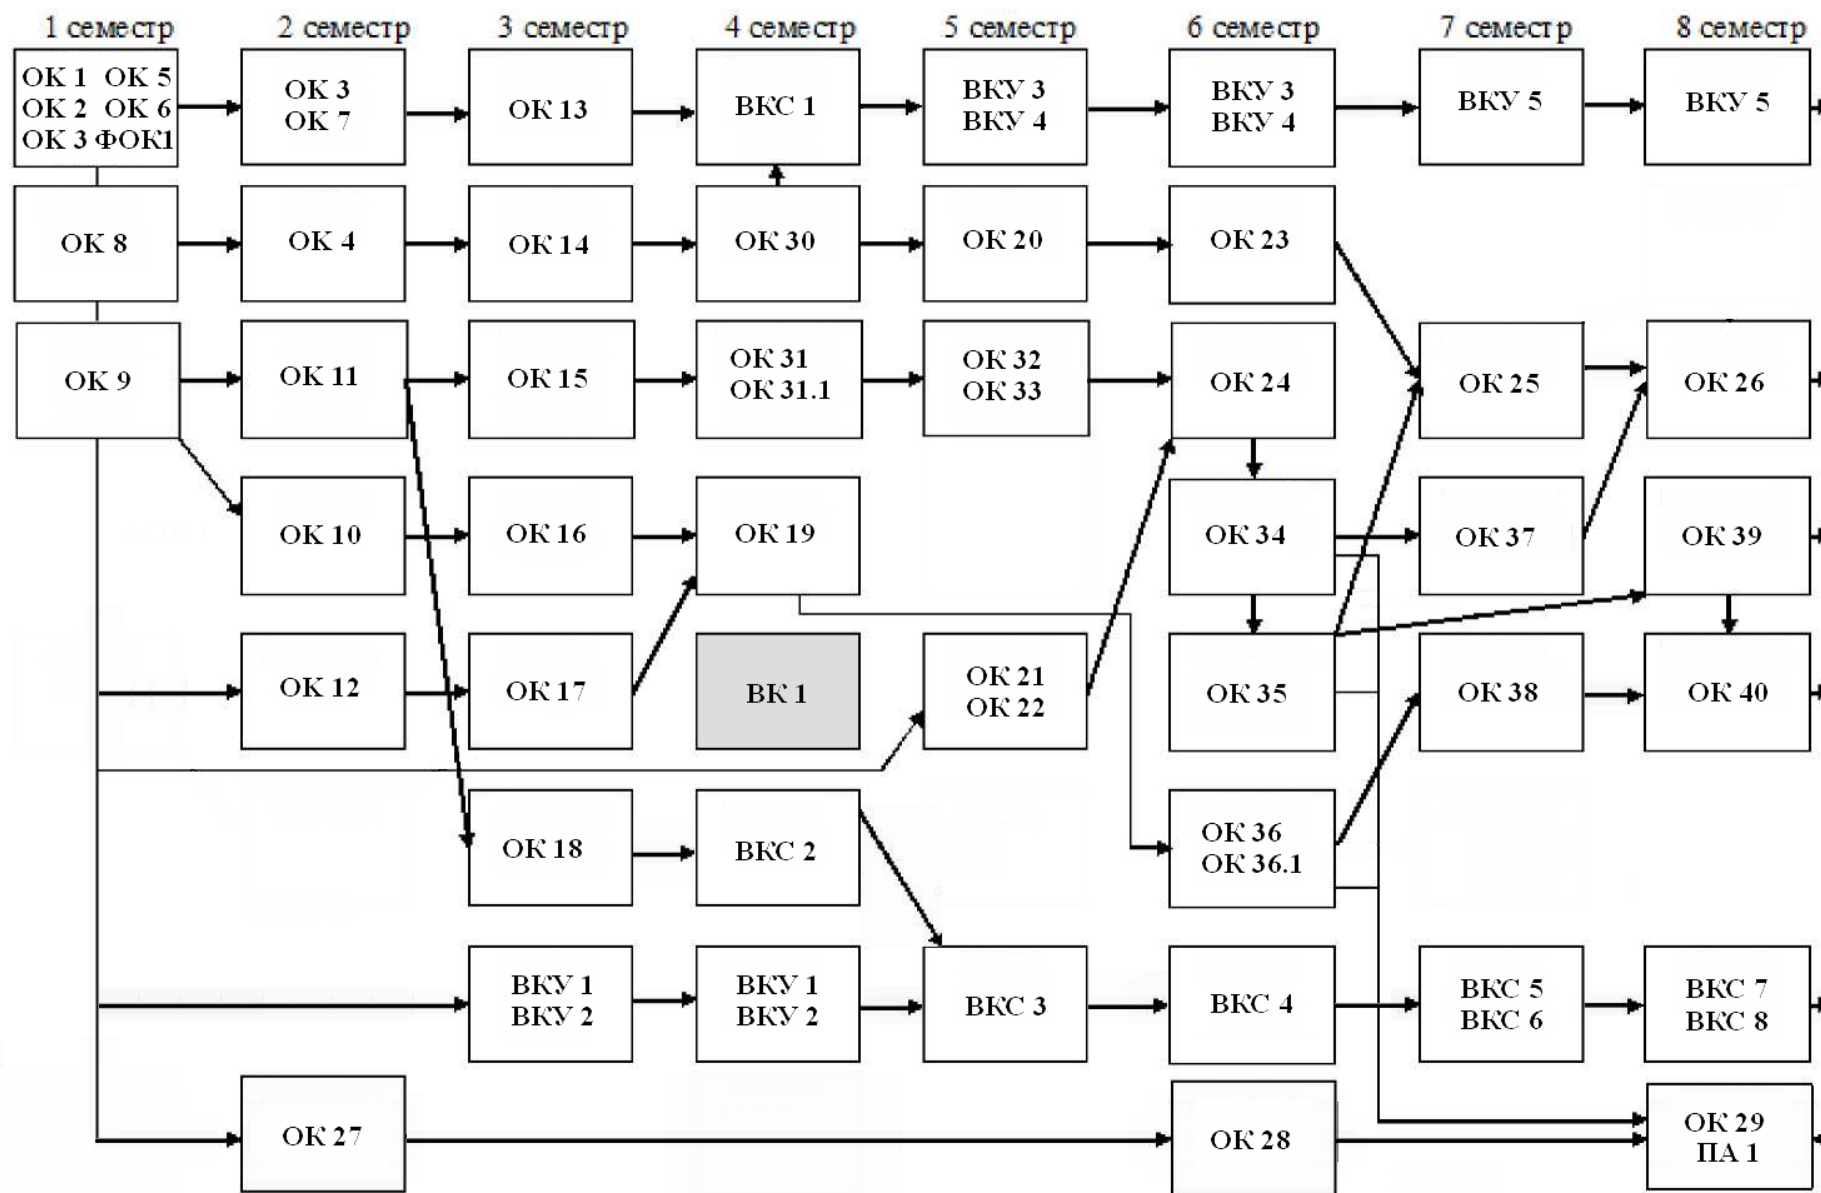 1 семестр 2 семестр 3 семестр 4 семестр 5 семестр 6 семестр 7 семестр 8 семестр
ОК 1 ОК 5
ОК 2 ОК 6
ОК 3 ФОК1
ОК 3
ОК 7
ОК 13
ВКС 1
ВКУ 3
ВКУ 4
ВКУ 3
ВКУ 4
ВКУ 5
ВКУ 5
ОК 8
ОК 4
ОК 14
ОК 30
ОК 20
ОК 23
ОК 9
ОК 11
ОК 15
ОК 31
ОК 31.1
ОК 32
ОК 33
ОК 24
ОК 25
ОК 26
ОК 10
ОК 16
ОК 19
ОК 34
ОК 37
ОК 39
ОК 12
ОК 17
ВК 1
ОК 21
ОК 22
ОК 35
ОК 38
ОК 40
ОК 18
ВКС 2
ОК 36
ОК 36.1
ВКУ 1
ВКУ 2
ВКУ 1
ВКУ 2
ВКС 3
ВКС 4
ВКС 5
ВКС 6
ВКС 7
ВКС 8
ОК 27
ОК 28
ОК 29
ПА 1